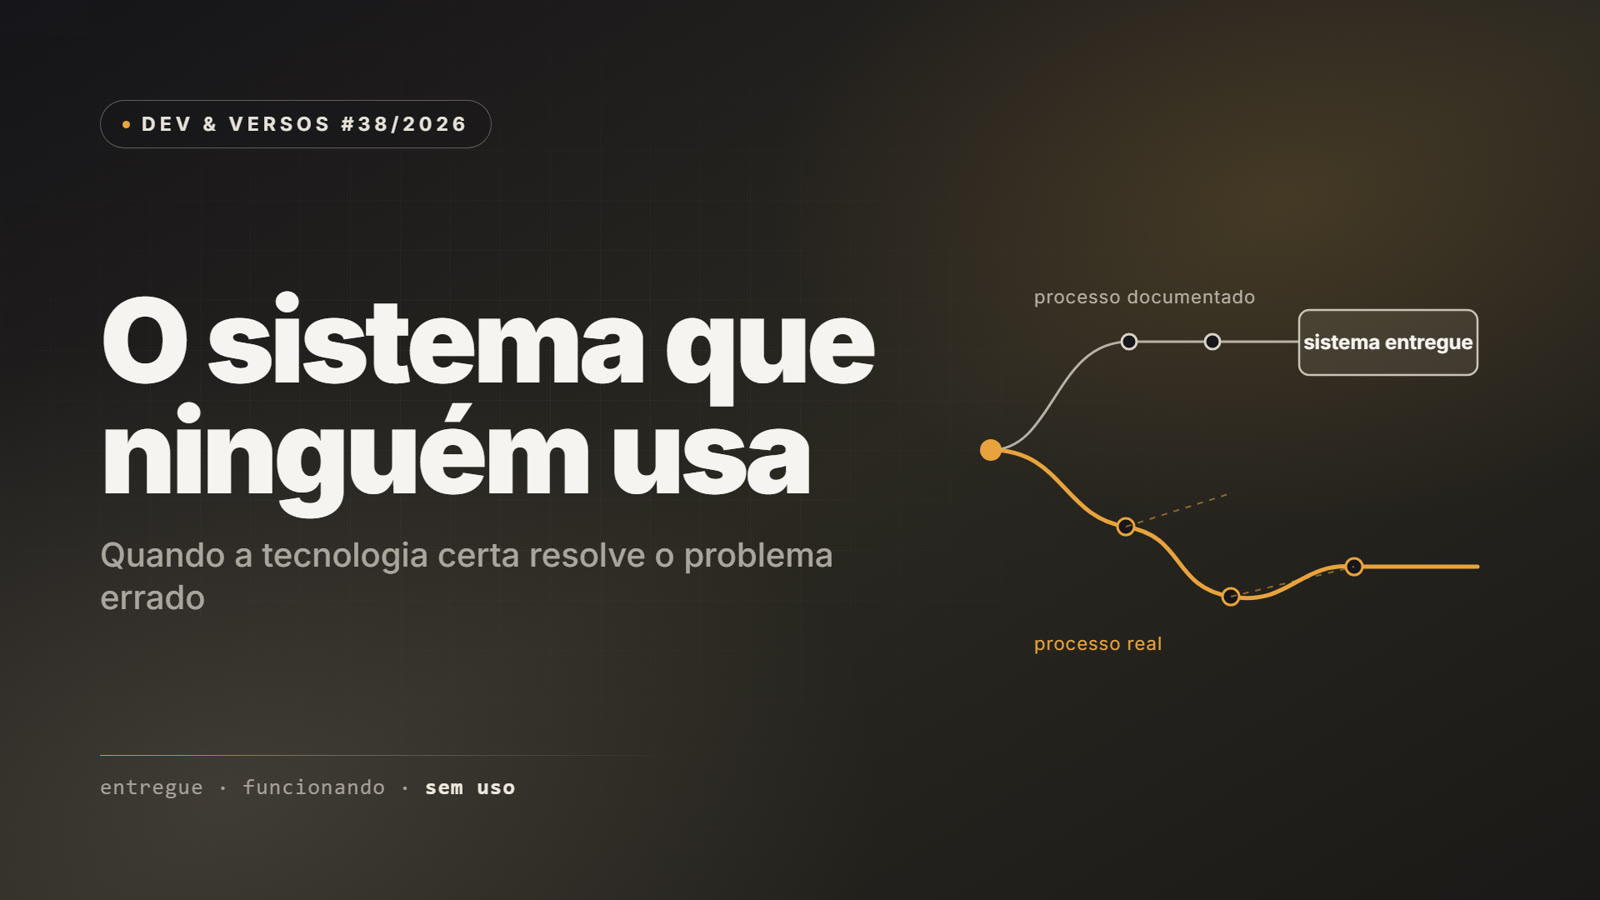 DEV & VERSOS #38/2026
O sistema que
ninguém usa
Quando a tecnologia certa resolve o problema
errado
entregue · funcionando · sem uso
processo documentado
sistema entregue
processo real